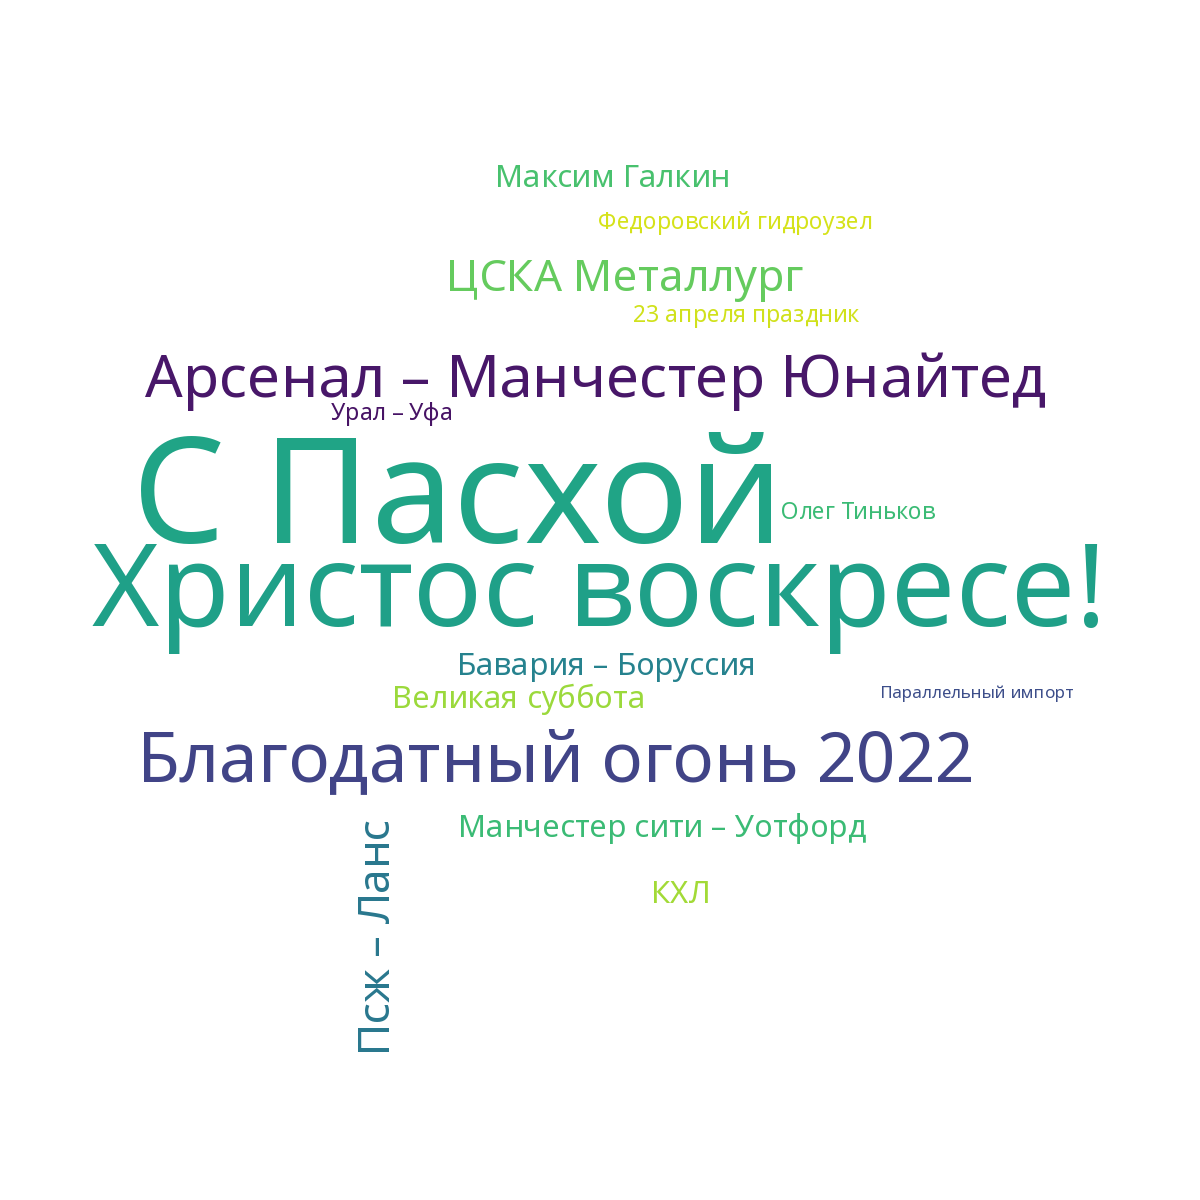 Максим Галкин
Федоровский гидроузел
ЦСКА Металлург
23 апреля праздник
Арсенал – Манчестер Юнайтед
Урал – Уфа
С Пасхой
Олег Тиньков
Христос воскресе!
Бавария – Боруссия
Великая суббота
Параллельный импорт
Благодатный огонь 2022
Манчестер сити – Уотфорд
Псж – Ланс
КХЛ